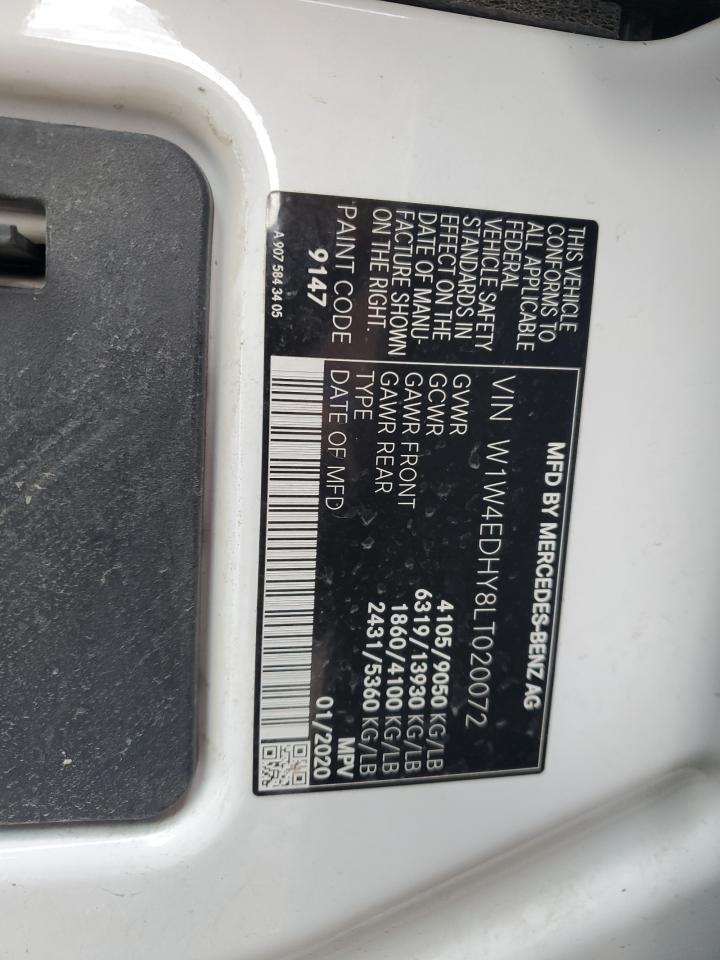 MFD BY MERCEDES-BENZ AG
VIN W1W4EDHY8LT020072
GVWR 4105/9050 KG/LB
GCWR 6319/13930 KG/LB
GAWR FRONT 1860/4100 KG/LB
GAWR REAR 2431/5360 KG/LB
TYPE MPV
DATE OF MFD 01/2020
THIS VEHICLE
CONFORMS TO
ALL APPLICABLE
FEDERAL
VEHICLE SAFETY
STANDARDS IN
EFFECT ON THE
DATE OF MANU-
FACTURE SHOWN
ON THE RIGHT.
PAINT CODE
9147
A 907 584 34 05